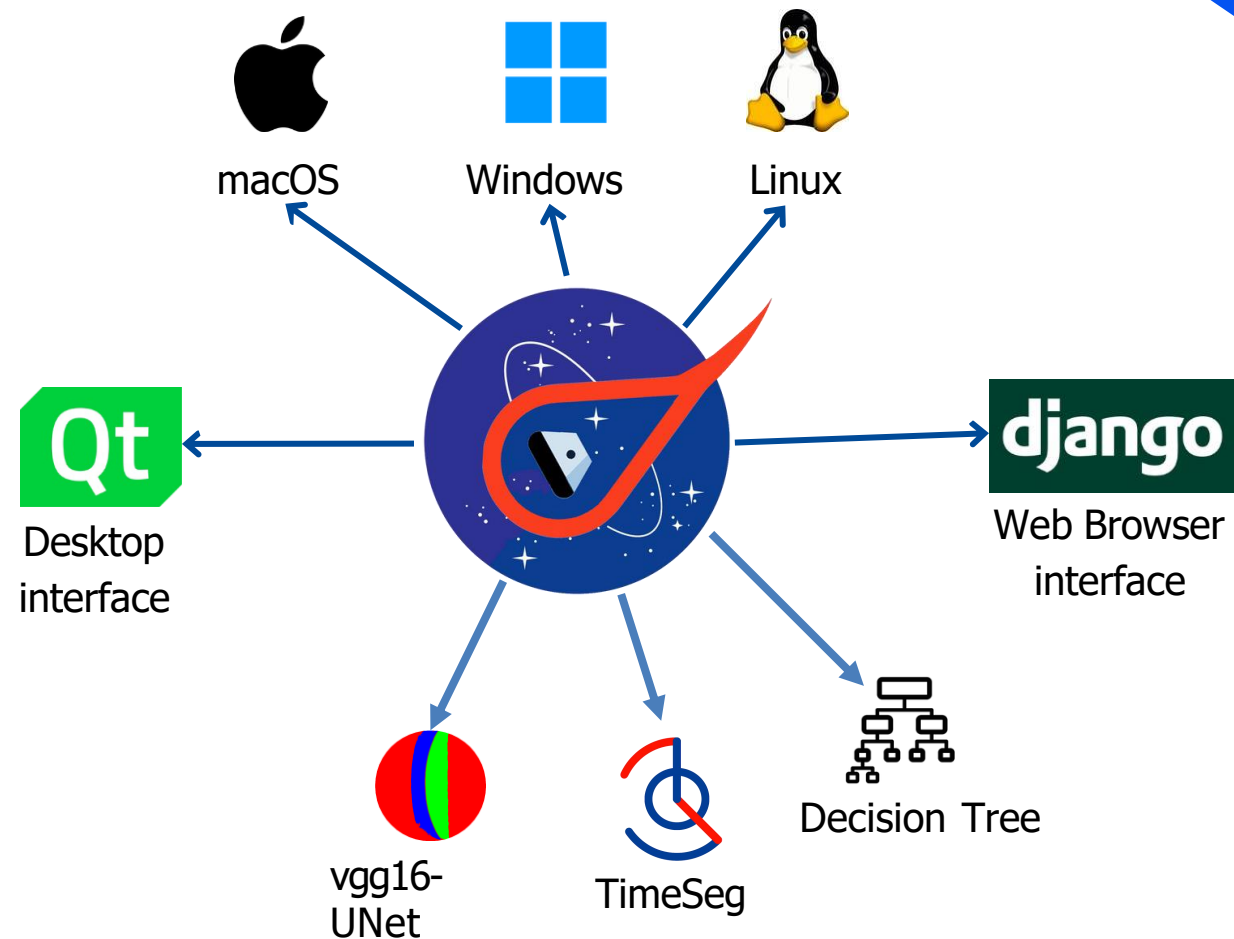 macOS
Windows
Linux
Qt
django
Desktop
interface
Web Browser
interface
Decision Tree
vgg16-
UNet
TimeSeg